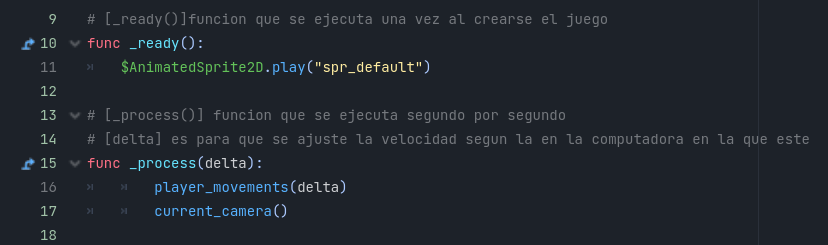 9 # [_ready()]funcion que se ejecuta una vez al crearse el juego
10 func _ready():
11 $AnimatedSprite2D.play("spr_default")
12
13 # [_process()] funcion que se ejecuta segundo por segundo
14 # [delta] es para que se ajuste la velocidad segun la en la computadora en la que este
15 func _process(delta):
16 player_movements(delta)
17 current_camera()
18